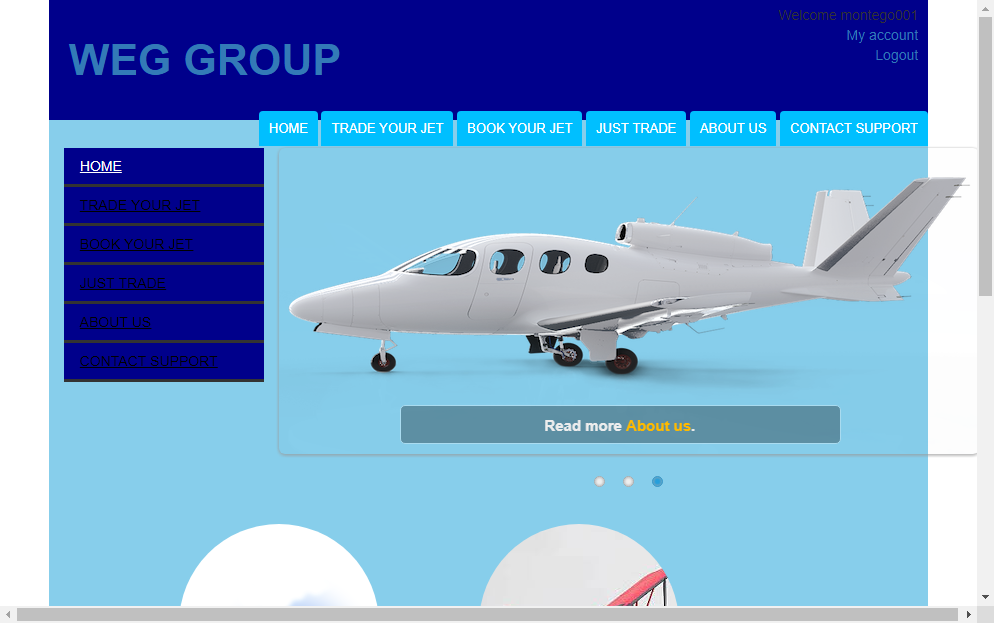 Welcome montego001
My account
Logout
WEG GROUP
HOME TRADE YOUR JET BOOK YOUR JET JUST TRADE ABOUT US CONTACT SUPPORT
HOME
TRADE YOUR JET
BOOK YOUR JET
JUST TRADE
ABOUT US
CONTACT SUPPORT
Read more About us.